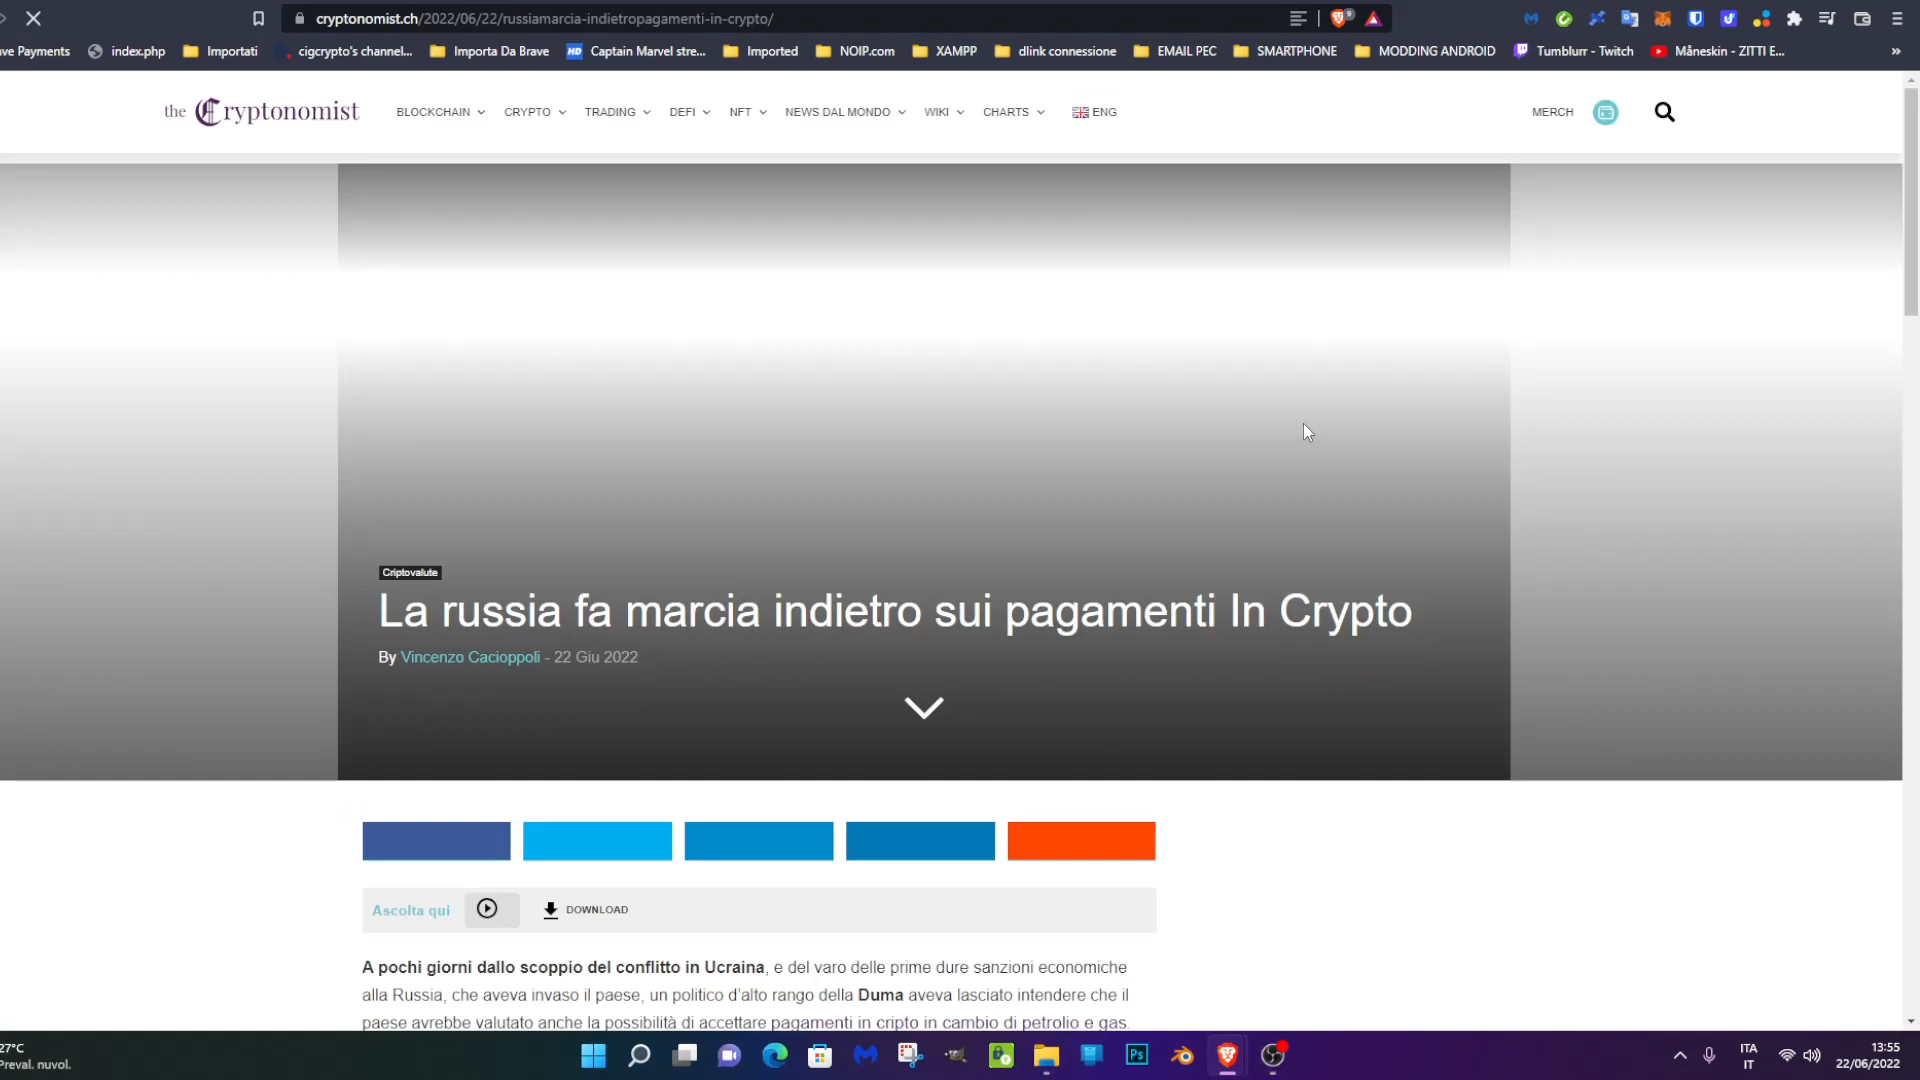 cryptonomist.ch/2022/06/22/russiamarcia-indietropagamenti-in-crypto/
9
ave Payments
index.php
Importati
cigcrypto's channel...
Importa Da Brave
HD
Captain Marvel stre...
Imported
NOIP.com
XAMPP
dlink connessione
EMAIL PEC
SMARTPHONE
MODDING ANDROID
Tumblurr - Twitch
Måneskin - ZITTI E...
»
the Cryptonomist
BLOCKCHAIN
CRYPTO
TRADING
DEFI
NFT
NEWS DAL MONDO
WIKI
CHARTS
ENG
MERCH
Criptovalute
La russia fa marcia indietro sui pagamenti In Crypto
By Vincenzo Cacioppoli - 22 Giu 2022
Ascolta qui
DOWNLOAD
A pochi giorni dallo scoppio del conflitto in Ucraina, e del varo delle prime dure sanzioni economiche
alla Russia, che aveva invaso il paese, un politico d'alto rango della Duma aveva lasciato intendere che il
paese avrebbe valutato anche la possibilità di accettare pagamenti in cripto in cambio di petrolio e gas.
27°C
Preval. nuvol.
Ps
ITA
IT
13:55
22/06/2022